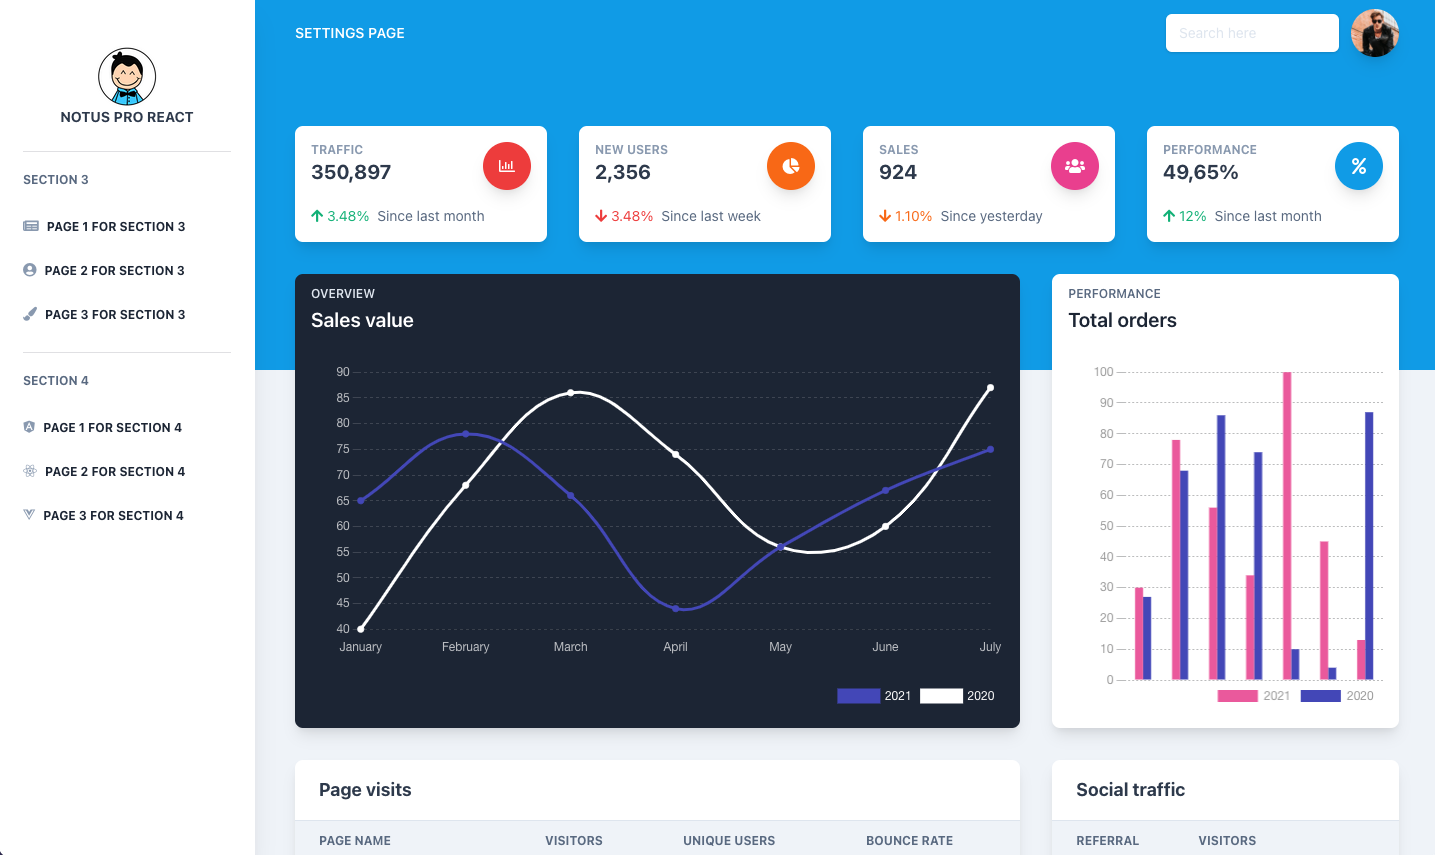 SETTINGS PAGE
Search here
NOTUS PRO REACT
SECTION 3
PAGE 1 FOR SECTION 3
PAGE 2 FOR SECTION 3
PAGE 3 FOR SECTION 3
SECTION 4
PAGE 1 FOR SECTION 4
PAGE 2 FOR SECTION 4
PAGE 3 FOR SECTION 4
TRAFFIC
350,897
3.48% Since last month
NEW USERS
2,356
3.48% Since last week
SALES
924
1.10% Since yesterday
PERFORMANCE
49,65%
%
12% Since last month
OVERVIEW
Sales value
90
85
80
75
70
65
60
55
50
45
40
January February March April May June July
2021 2020
PERFORMANCE
Total orders
100
90
80
70
60
50
40
30
20
10
0
2021 2020
Page visits
PAGE NAME VISITORS UNIQUE USERS BOUNCE RATE
Social traffic
REFERRAL VISITORS